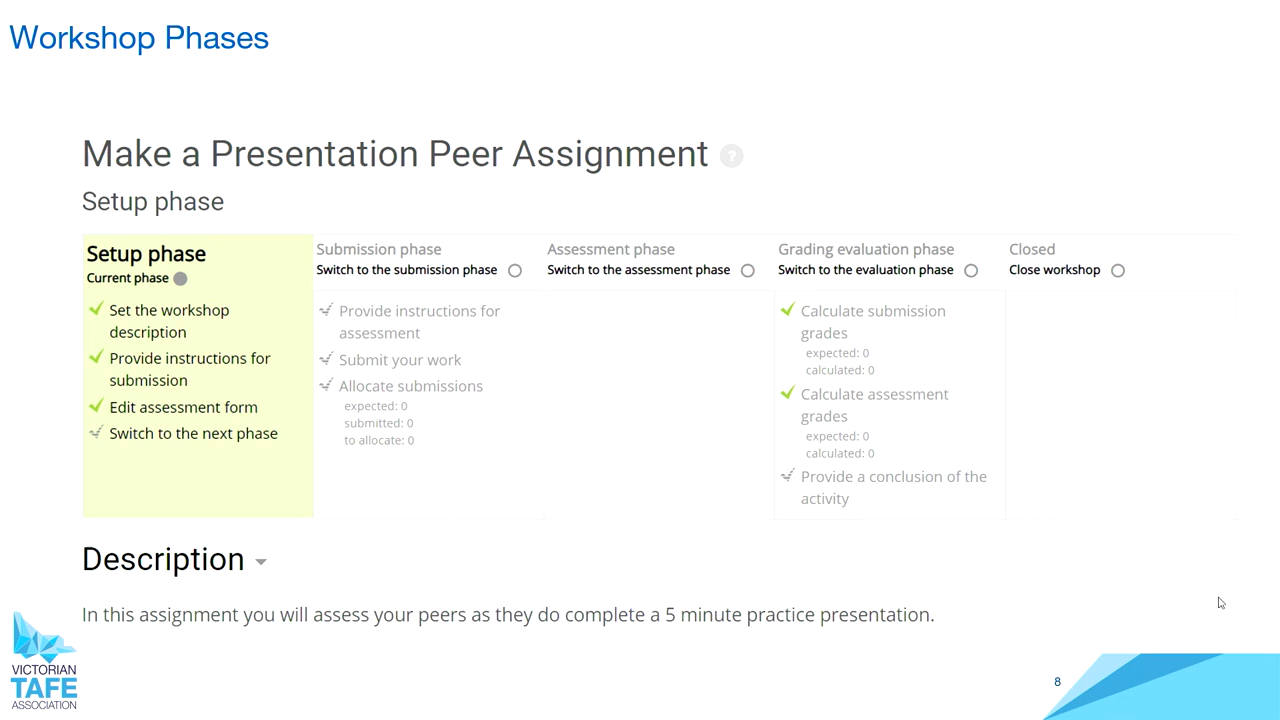 Workshop Phases
Make a Presentation Peer Assignment ?
Setup phase
Setup phase
Current phase
Set the workshop
description
Provide instructions for
submission
Edit assessment form
Switch to the next phase
Submission phase
Switch to the submission phase
Provide instructions for
assessment
Submit your work
Allocate submissions
expected: 0
submitted: 0
to allocate: 0
Assessment phase
Switch to the assessment phase
Grading evaluation phase
Switch to the evaluation phase
Calculate submission
grades
expected: 0
calculated: 0
Calculate assessment
grades
expected: 0
calculated: 0
Provide a conclusion of the
activity
Closed
Close workshop
Description
In this assignment you will assess your peers as they do complete a 5 minute practice presentation.
VICTORIAN
TAFE
ASSOCIATION
8